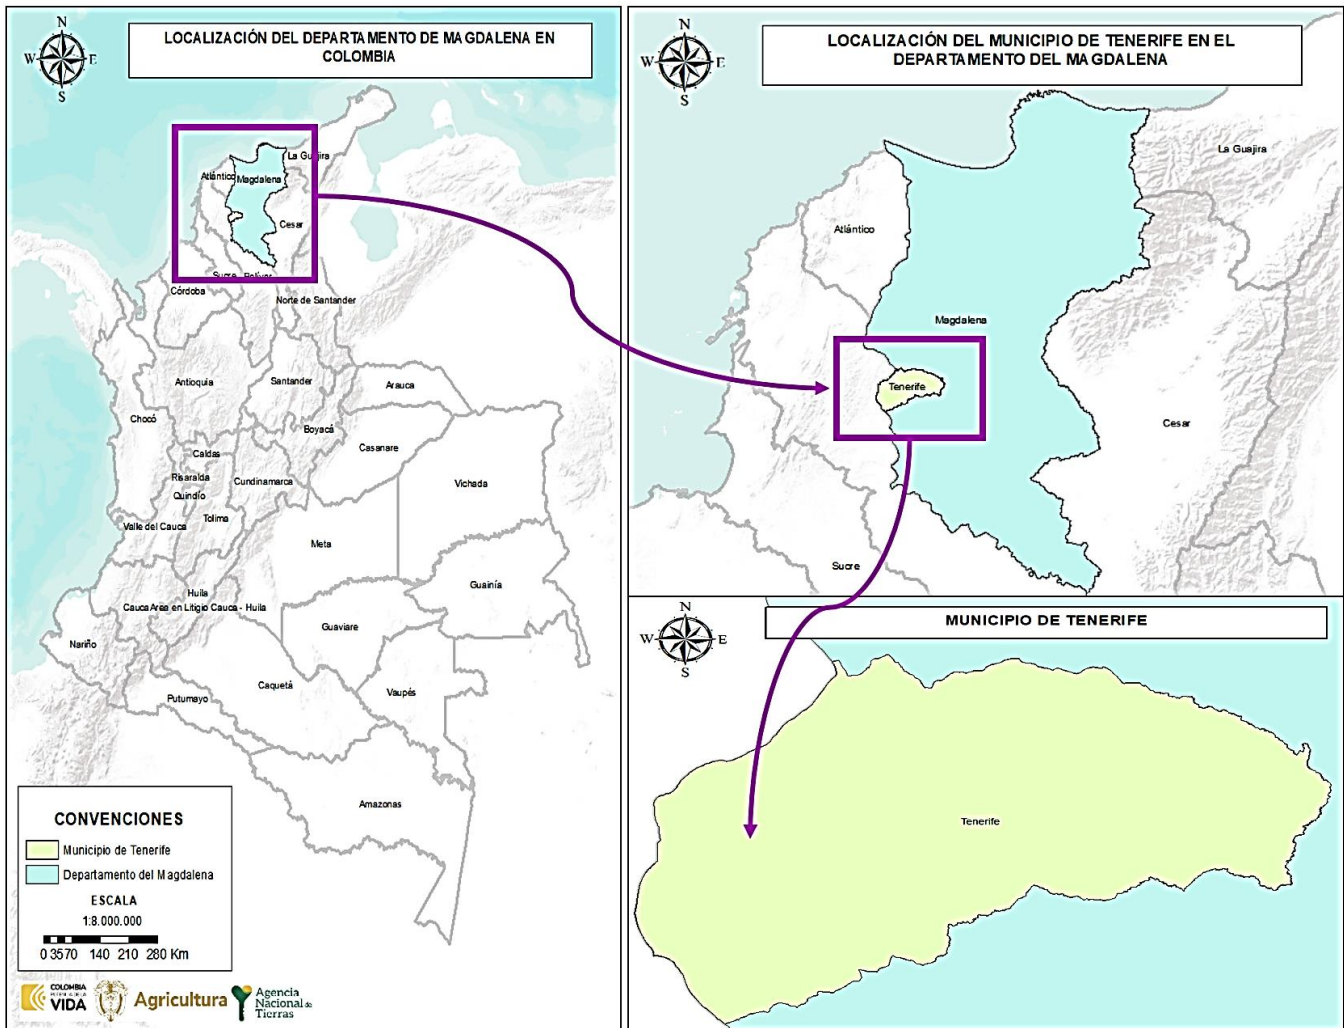 N
W
E
S
LOCALIZACIÓN DEL DEPARTAMENTO DE MAGDALENA EN
COLOMBIA
La Guajira
Atlántico
Magdalena
Cesar
Sucre
Bolívar
Córdoba
Norte de Santander
Antioquia
Santander
Arauca
Chocó
Boyacá
Casanare
Caldas
Risaralda
Cundinamarca
Vichada
Quindío
Tolima
Valle del Cauca
Meta
Guainía
Huila
Cauca
Area en Litigio Cauca - Huila
Guaviare
Nariño
Caquetá
Vaupés
Putumayo
Amazonas
CONVENCIONES
Municipio de Tenerife
Departamento del Magdalena
ESCALA
1:8.000.000
0 3570 140 210 280 Km
COLOMBIA
POTENCIA DE LA
VIDA
Agricultura
Agencia
Nacional de
Tierras
N
W
E
S
LOCALIZACIÓN DEL MUNICIPIO DE TENERIFE EN EL
DEPARTAMENTO DEL MAGDALENA
La Guajira
Atlántico
Magdalena
Tenerife
Cesar
Sucre
N
W
E
S
MUNICIPIO DE TENERIFE
Tenerife